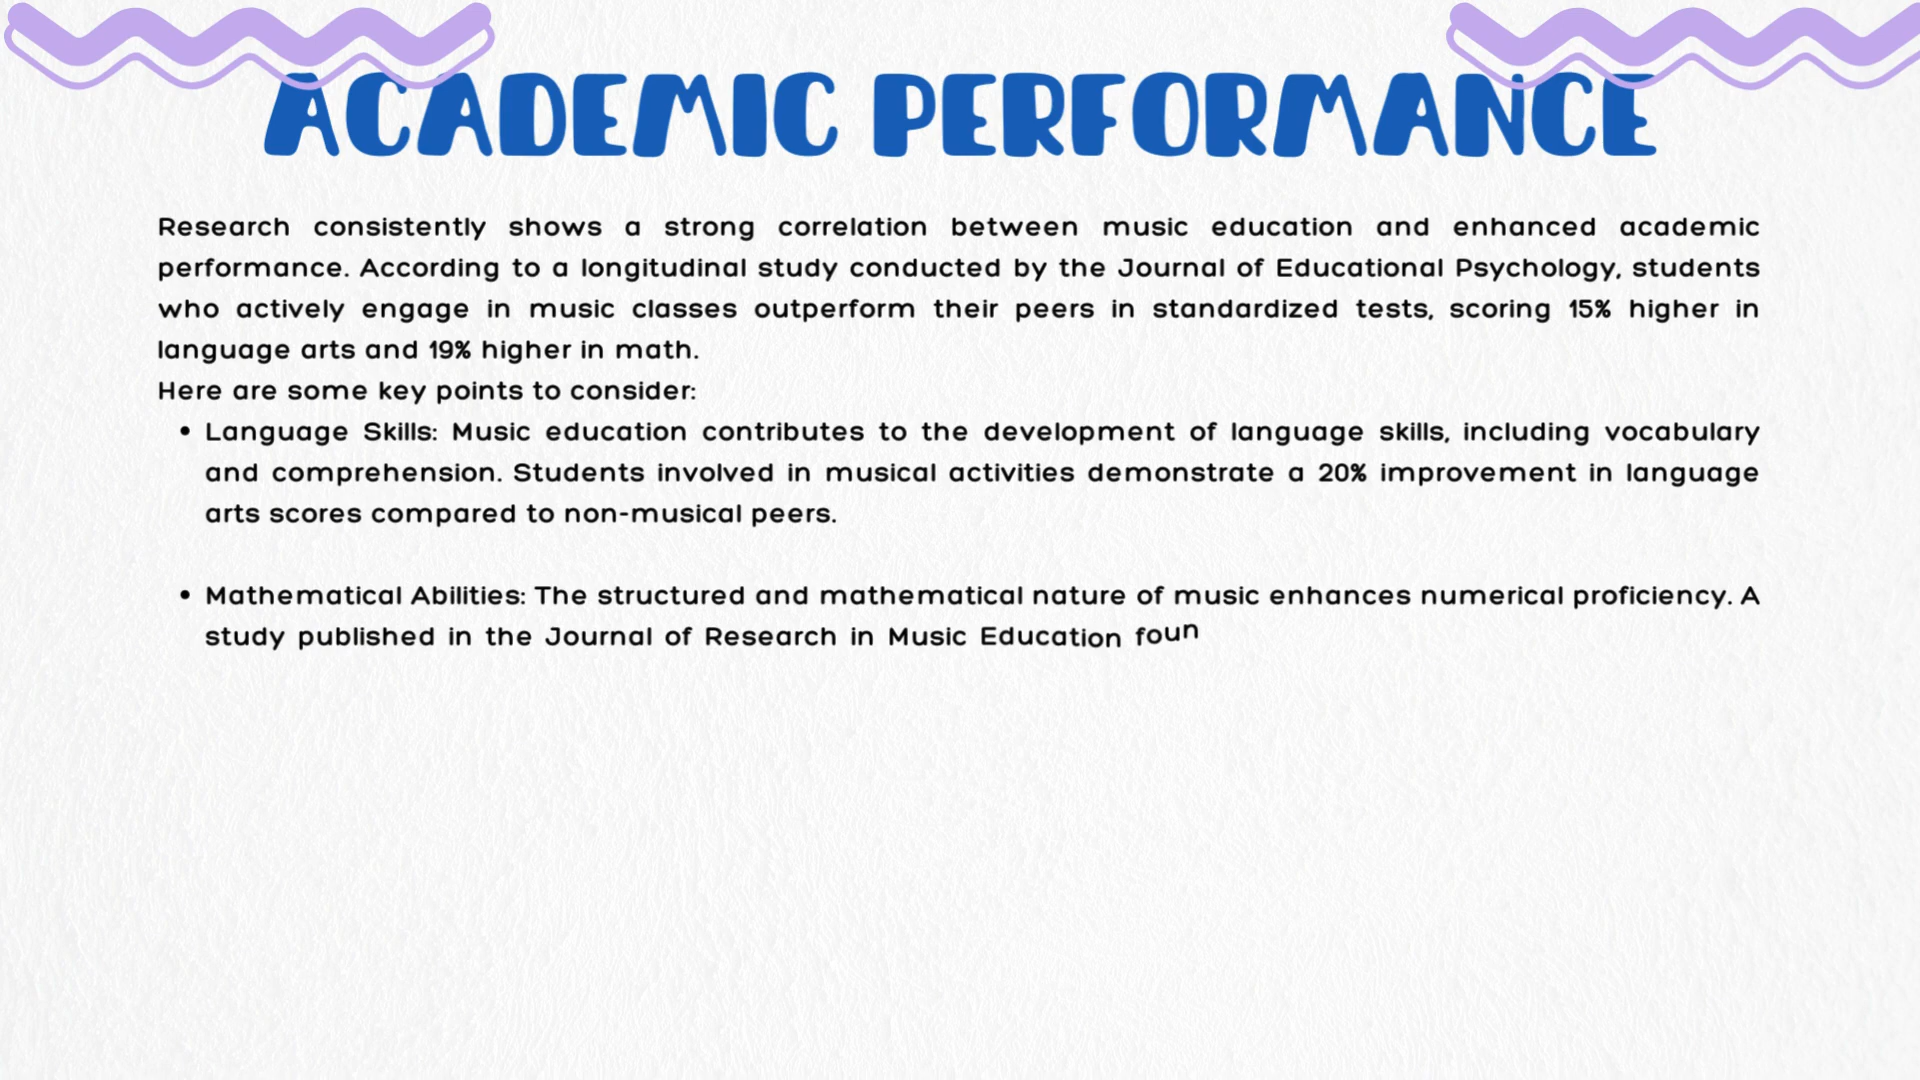 ACADEMIC PERFORMANCE
Research consistently shows a strong correlation between music education and enhanced academic
performance. According to a longitudinal study conducted by the Journal of Educational Psychology, students
who actively engage in music classes outperform their peers in standardized tests, scoring 15% higher in
language arts and 19% higher in math.
Here are some key points to consider:
• Language Skills: Music education contributes to the development of language skills, including vocabulary
and comprehension. Students involved in musical activities demonstrate a 20% improvement in language
arts scores compared to non-musical peers.
• Mathematical Abilities: The structured and mathematical nature of music enhances numerical proficiency. A
study published in the Journal of Research in Music Education foun